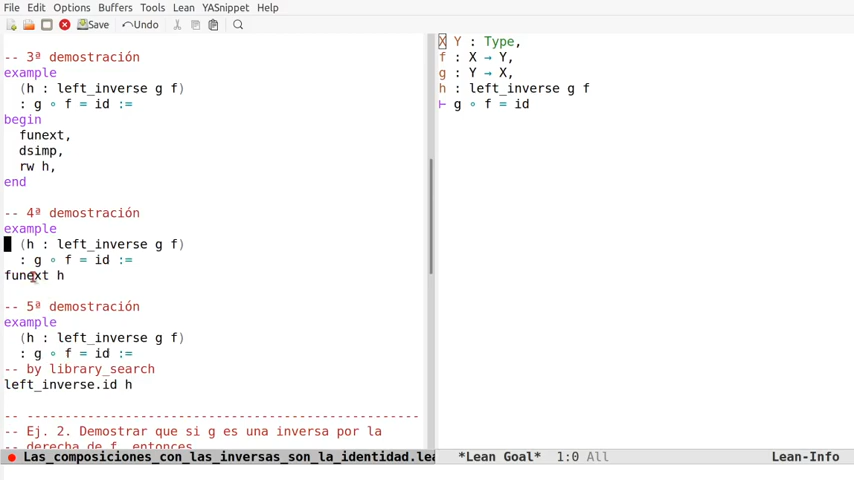 File Edit Options Buffers Tools Lean YASnippet Help
Save Undo
-- 3ª demostración
example
(h : left_inverse g f)
: g ∘ f = id :=
begin
funext,
dsimp,
rw h,
end
-- 4ª demostración
example
(h : left_inverse g f)
: g ∘ f = id :=
funext h
-- 5ª demostración
example
(h : left_inverse g f)
: g ∘ f = id :=
-- by library_search
left_inverse.id h
-- ---------------------------------------------------
-- Ej. 2. Demostrar que si g es una inversa por la
-- derecha de f, entonces
Las_composiciones_con_las_inversas_son_la_identidad.lea
X Y : Type,
f : X → Y,
g : Y → X,
h : left_inverse g f
⊢ g ∘ f = id
*Lean Goal* 1:0 All Lean-Info